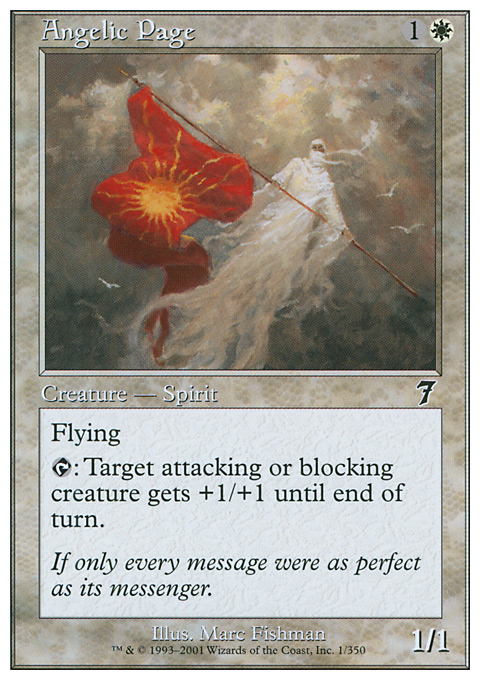 Angelic Page 1
Creature — Spirit 7
Flying
: Target attacking or blocking
creature gets +1/+1 until end of
turn.
If only every message were as perfect
as its messenger.
Illus. Marc Fishman
™ & © 1993–2001 Wizards of the Coast, Inc. 1/350
1/1